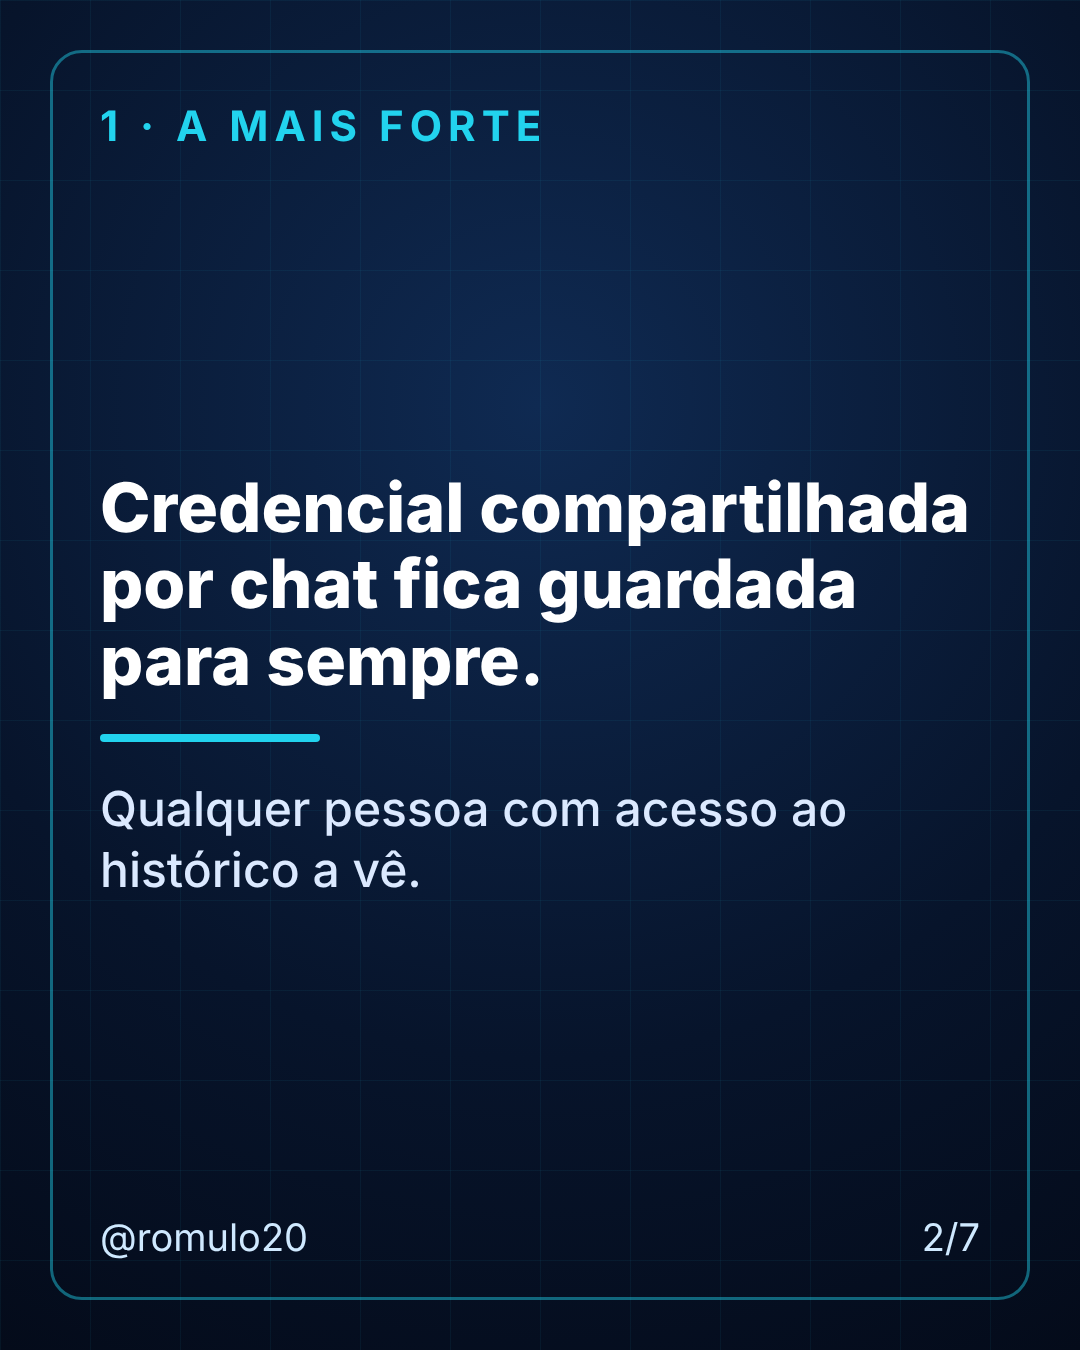 1 · A MAIS FORTE
Credencial compartilhada
por chat fica guardada
para sempre.
Qualquer pessoa com acesso ao
histórico a vê.
@romulo20
2/7